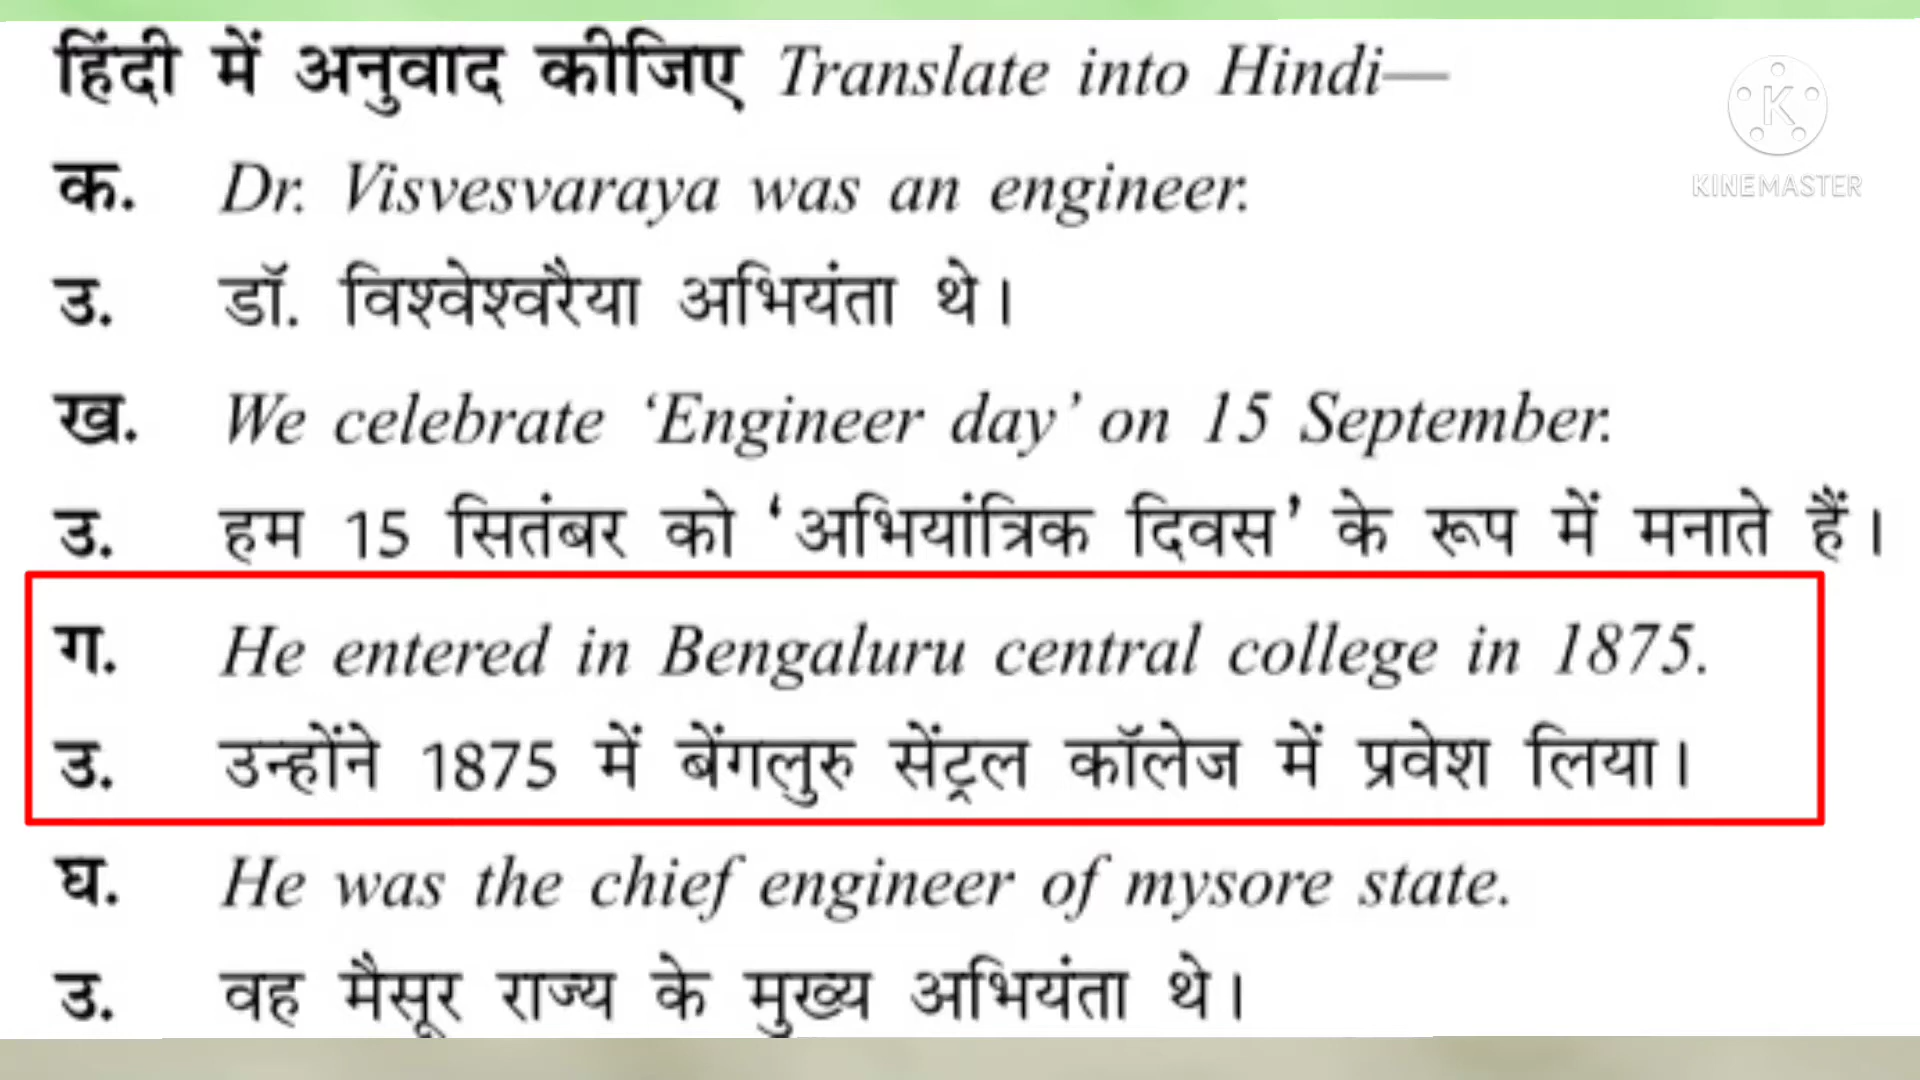 हिंदी में अनुवाद कीजिए Translate into Hindi—
क. Dr. Visvesvaraya was an engineer.
उ. डॉ. विश्वेश्वरैया अभियंता थे।
ख. We celebrate ‘Engineer day’ on 15 September.
उ. हम 15 सितंबर को ‘अभियांत्रिक दिवस’ के रूप में मनाते हैं।
ग. He entered in Bengaluru central college in 1875.
उ. उन्होंने 1875 में बेंगलुरु सेंट्रल कॉलेज में प्रवेश लिया।
घ. He was the chief engineer of mysore state.
उ. वह मैसूर राज्य के मुख्य अभियंता थे।
K
KINEMASTER